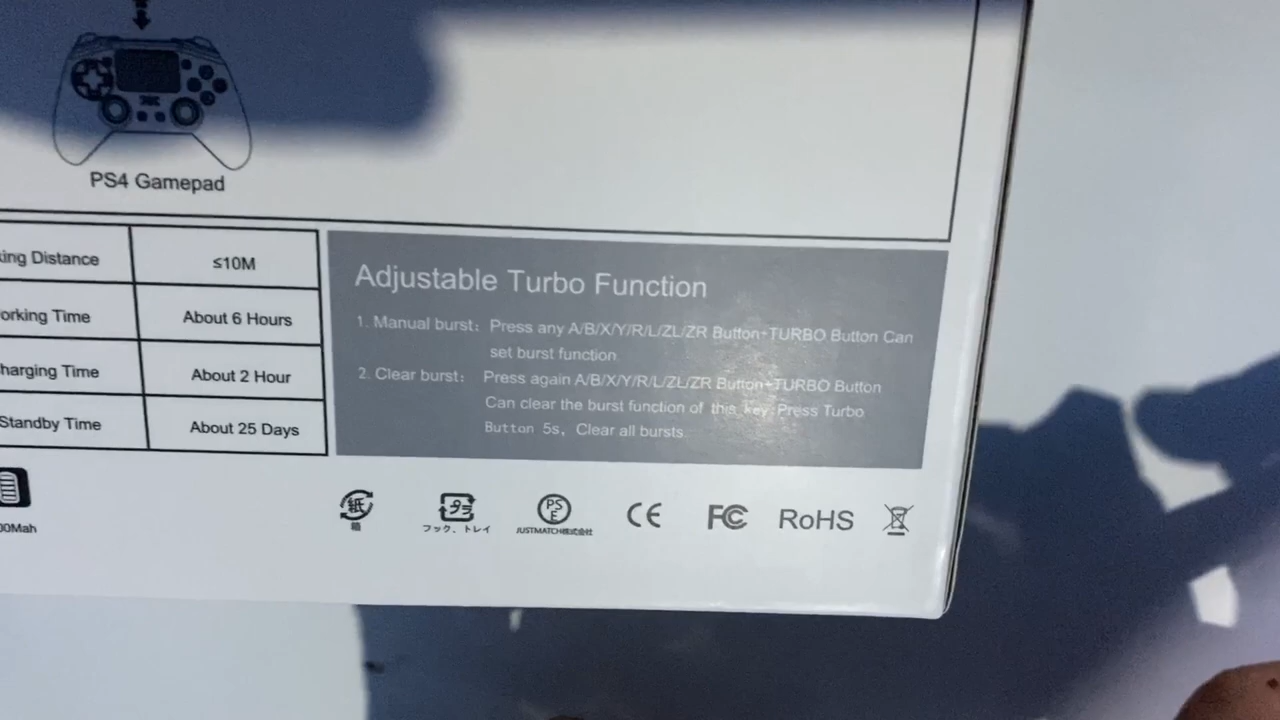 PS4 Gamepad
king Distance ≤10M
orking Time About 6 Hours
harging Time About 2 Hour
Standby Time About 25 Days
Adjustable Turbo Function
1. Manual burst: Press any A/B/X/Y/R/L/ZL/ZR Button+TURBO Button Can
set burst function.
2. Clear burst: Press again A/B/X/Y/R/L/ZL/ZR Button+TURBO Button
Can clear the burst function of this key.Press Turbo
Button 5s, Clear all bursts.
00Mah
紙
箱
プラ
フック、トレイ
PS
E
JUSTMATCH株式会社
CE
FC
RoHS